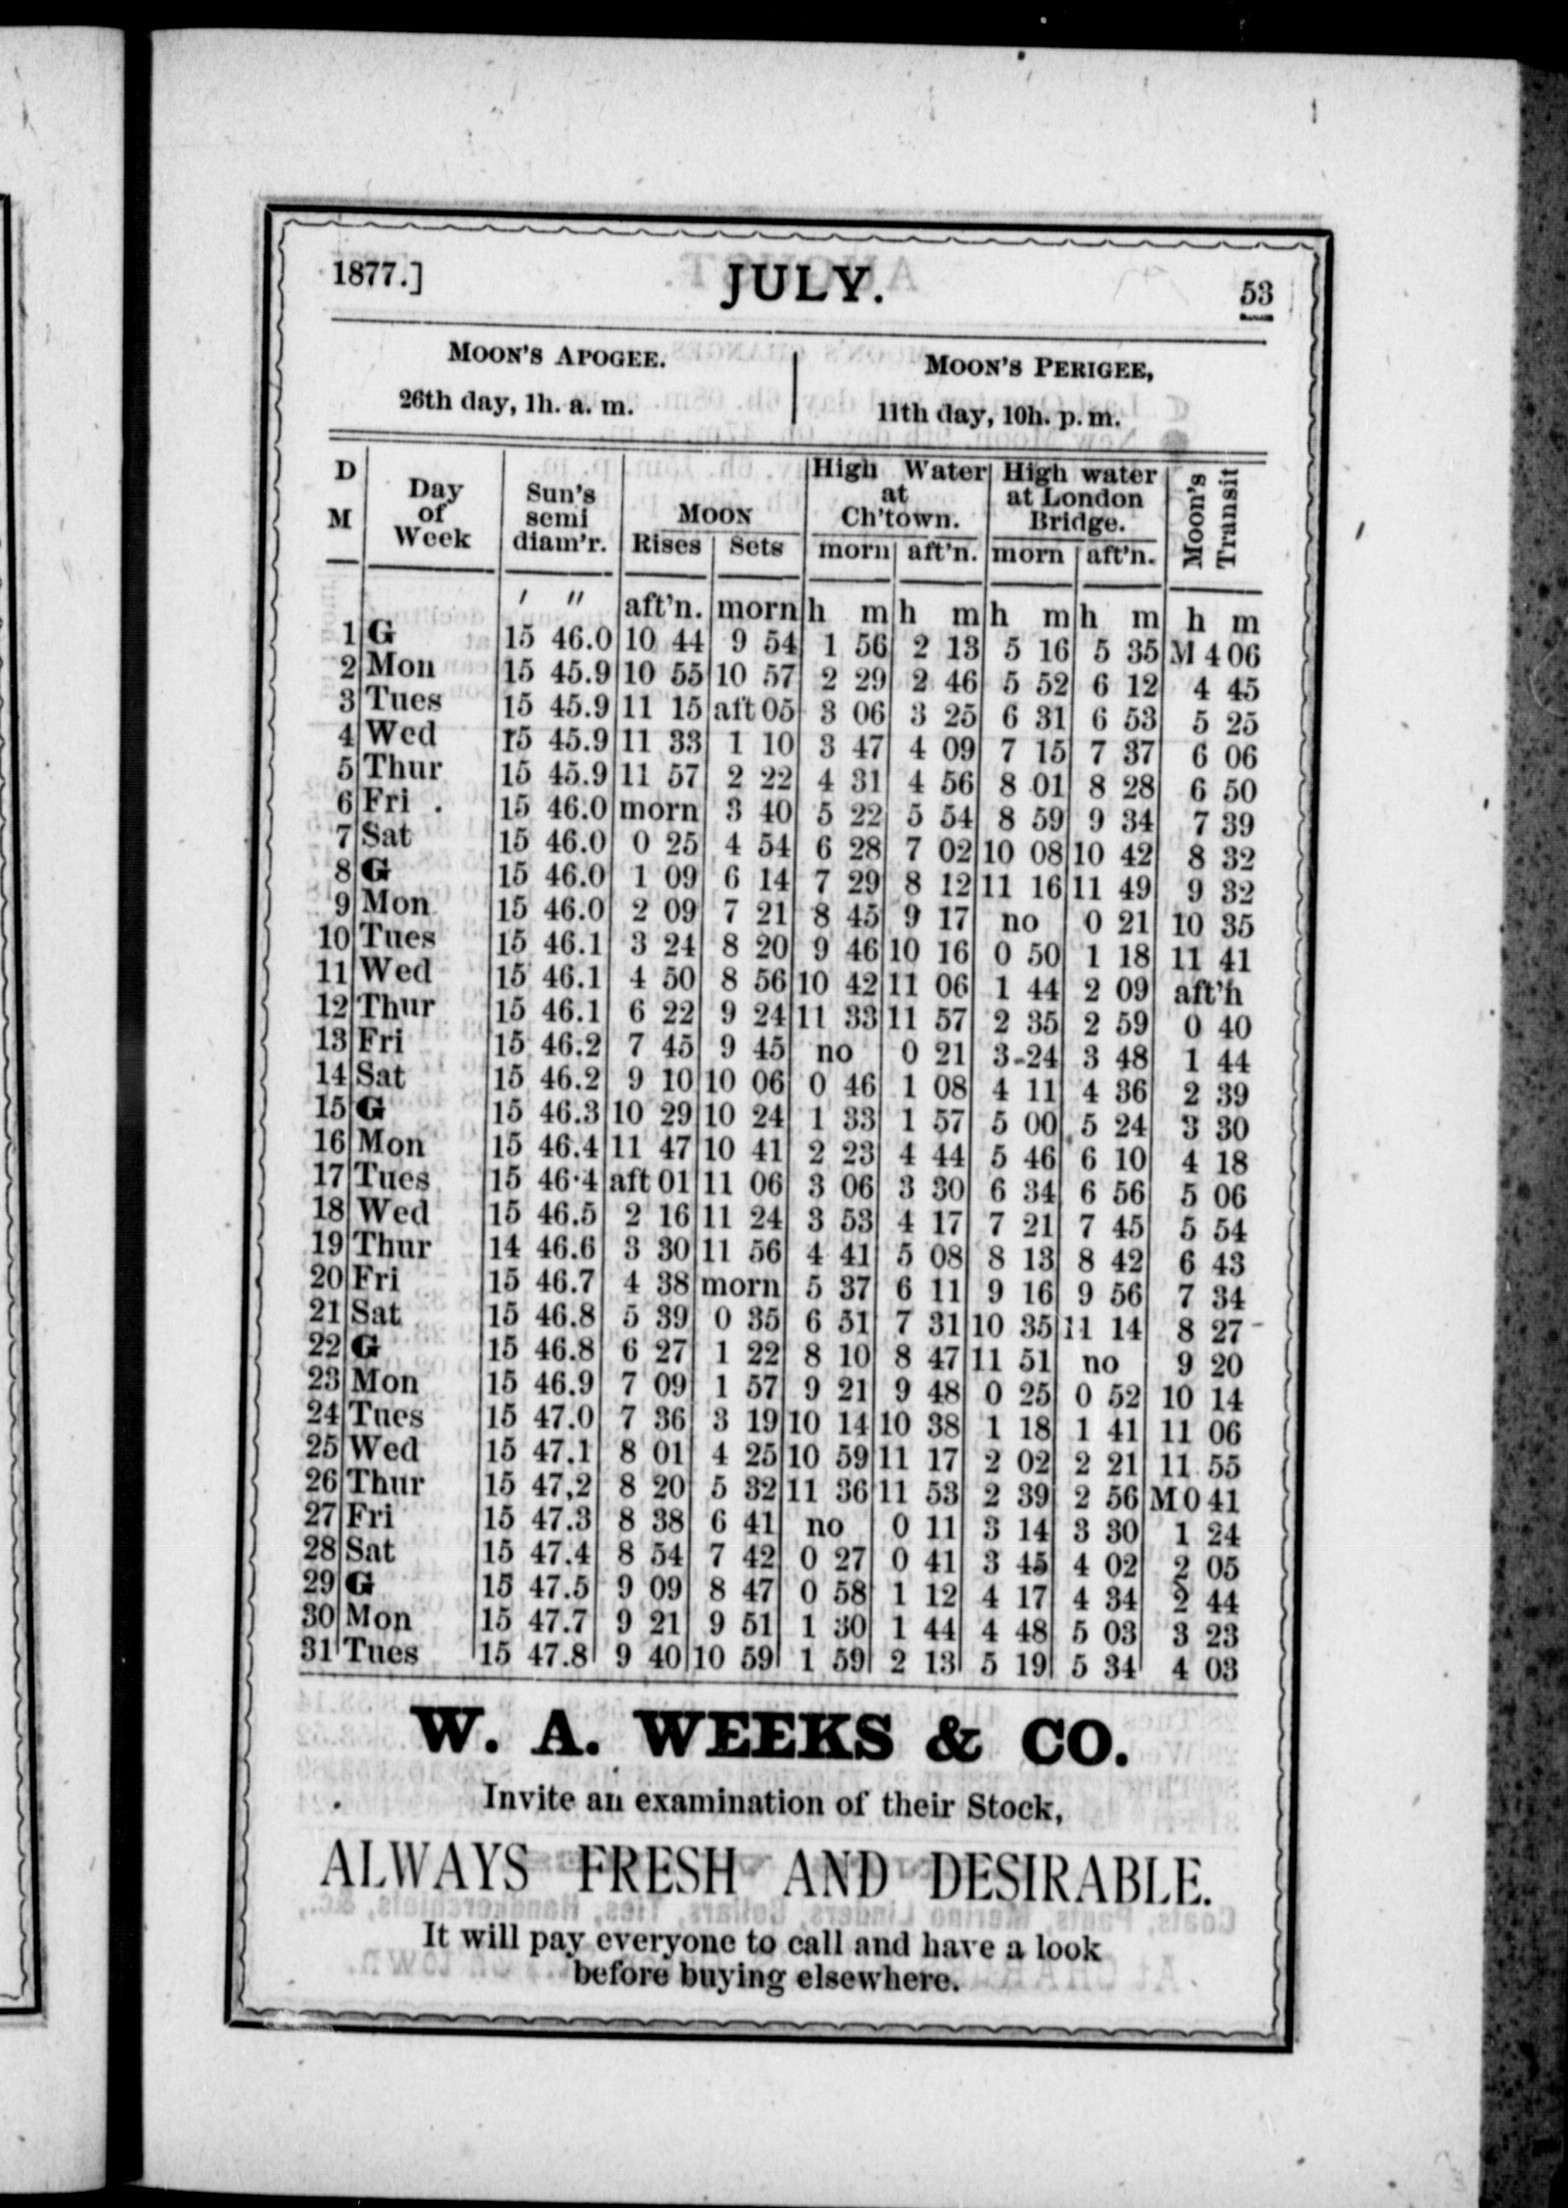 1877.] JULY. 53
MOON'S APOGEE. MOON'S PERIGEE,
26th day, 1h. a. m. 11th day, 10h. p. m.
D M Day of Week Sun's semi diam'r. Moon Rises Sets High Water at Ch'town. morn aft'n. High water at London Bridge. morn aft'n. Moon's Transit
' " aft'n. morn h m h m h m h m h m
1 G 15 46.0 10 44 9 54 1 56 2 13 5 16 5 35 M 4 06
2 Mon 15 45.9 10 55 10 57 2 29 2 46 5 52 6 12 4 45
3 Tues 15 45.9 11 15 aft 05 3 06 3 25 6 31 6 53 5 25
4 Wed 15 45.9 11 33 1 10 3 47 4 09 7 15 7 37 6 06
5 Thur 15 45.9 11 57 2 22 4 31 4 56 8 01 8 28 6 50
6 Fri . 15 46.0 morn 3 40 5 22 5 54 8 59 9 34 7 39
7 Sat 15 46.0 0 25 4 54 6 28 7 02 10 08 10 42 8 32
8 G 15 46.0 1 09 6 14 7 29 8 12 11 16 11 49 9 32
9 Mon 15 46.0 2 09 7 21 8 45 9 17 no 0 21 10 35
10 Tues 15 46.1 3 24 8 20 9 46 10 16 0 50 1 18 11 41
11 Wed 15 46.1 4 50 8 56 10 42 11 06 1 44 2 09 aft'h
12 Thur 15 46.1 6 22 9 24 11 33 11 57 2 35 2 59 0 40
13 Fri 15 46.2 7 45 9 45 no 0 21 3-24 3 48 1 44
14 Sat 15 46.2 9 10 10 06 0 46 1 08 4 11 4 36 2 39
15 G 15 46.3 10 29 10 24 1 33 1 57 5 00 5 24 3 30
16 Mon 15 46.4 11 47 10 41 2 23 4 44 5 46 6 10 4 18
17 Tues 15 46·4 aft 01 11 06 3 06 3 30 6 34 6 56 5 06
18 Wed 15 46.5 2 16 11 24 3 53 4 17 7 21 7 45 5 54
19 Thur 14 46.6 3 30 11 56 4 41 5 08 8 13 8 42 6 43
20 Fri 15 46.7 4 38 morn 5 37 6 11 9 16 9 56 7 34
21 Sat 15 46.8 5 39 0 35 6 51 7 31 10 35 11 14 8 27
22 G 15 46.8 6 27 1 22 8 10 8 47 11 51 no 9 20
23 Mon 15 46.9 7 09 1 57 9 21 9 48 0 25 0 52 10 14
24 Tues 15 47.0 7 36 3 19 10 14 10 38 1 18 1 41 11 06
25 Wed 15 47.1 8 01 4 25 10 59 11 17 2 02 2 21 11 55
26 Thur 15 47,2 8 20 5 32 11 36 11 53 2 39 2 56 M 0 41
27 Fri 15 47.3 8 38 6 41 no 0 11 3 14 3 30 1 24
28 Sat 15 47.4 8 54 7 42 0 27 0 41 3 45 4 02 2 05
29 G 15 47.5 9 09 8 47 0 58 1 12 4 17 4 34 2 44
30 Mon 15 47.7 9 21 9 51 1 30 1 44 4 48 5 03 3 23
31 Tues 15 47.8 9 40 10 59 1 59 2 13 5 19 5 34 4 03
W. A. WEEKS & CO.
Invite an examination of their Stock,
ALWAYS FRESH AND DESIRABLE.
It will pay everyone to call and have a look
before buying elsewhere.